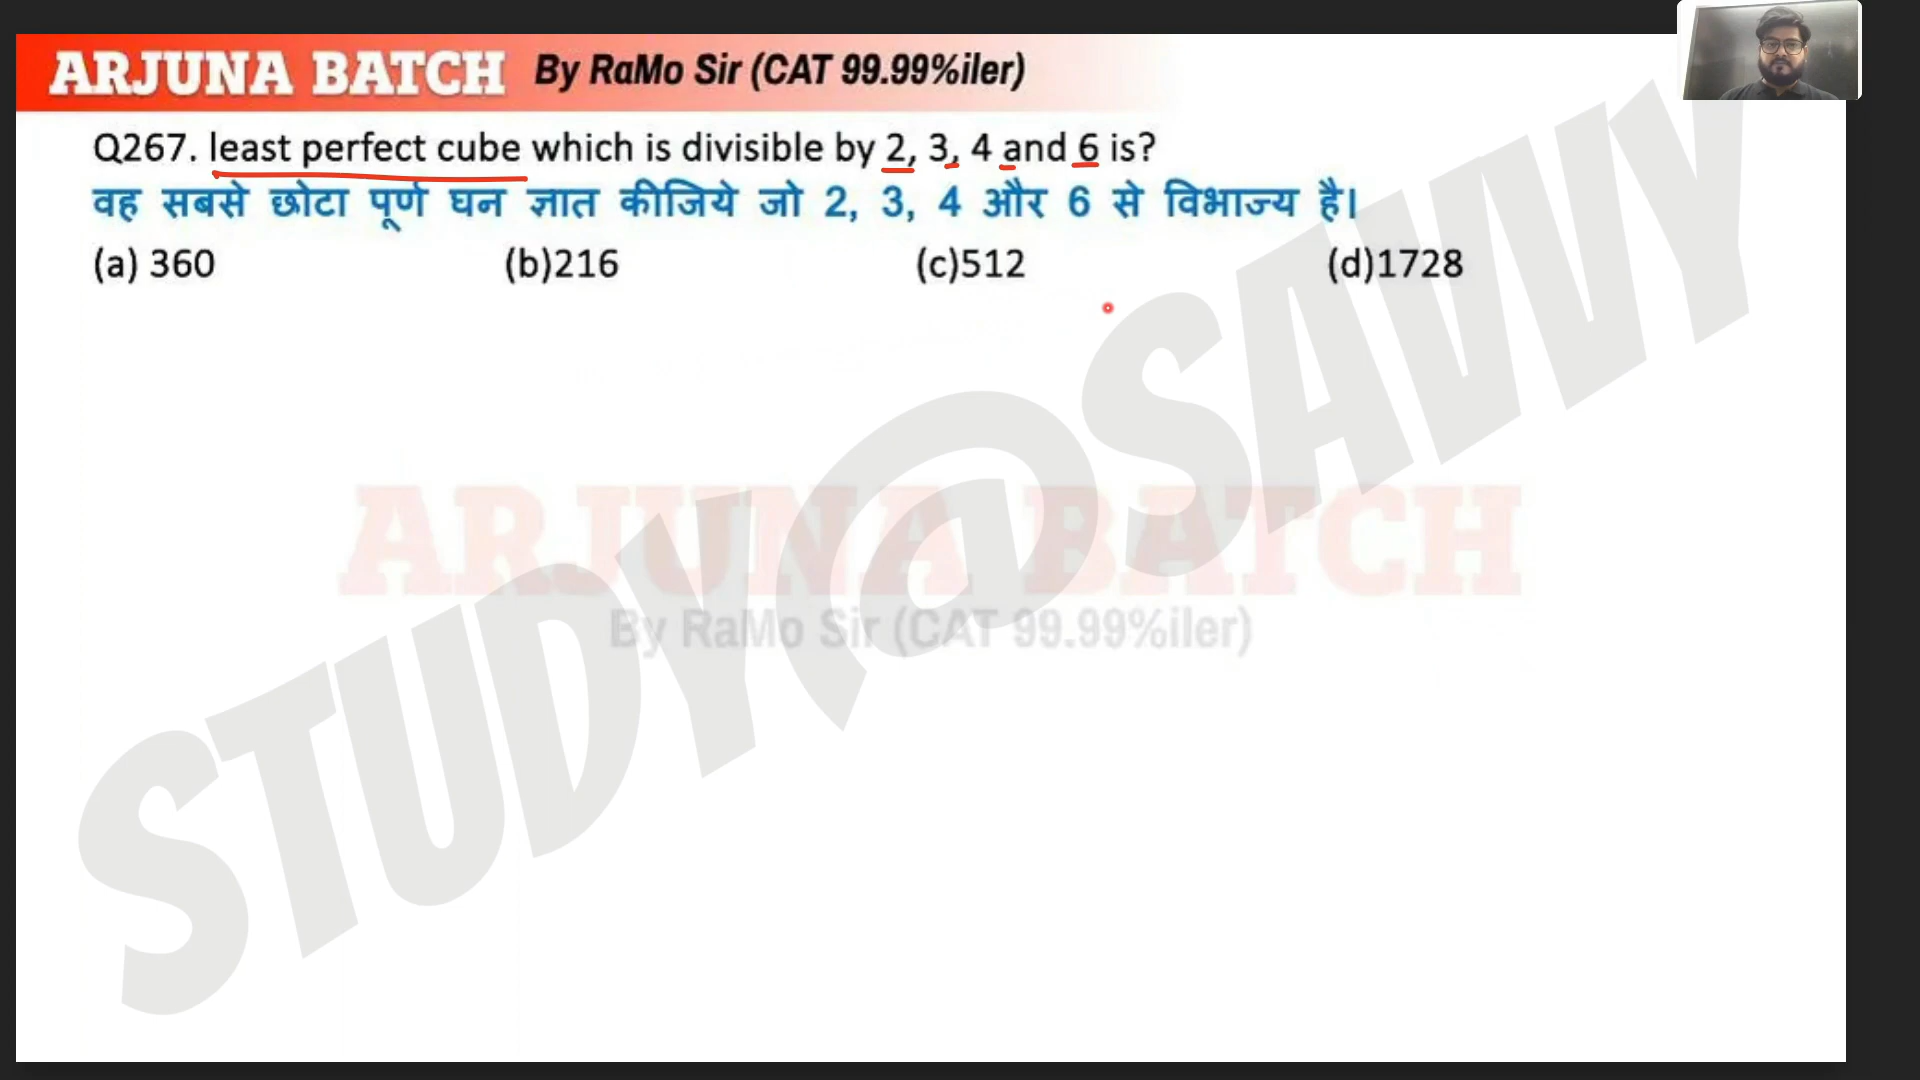 ARJUNA BATCH By RaMo Sir (CAT 99.99%iler)
Q267. least perfect cube which is divisible by 2, 3, 4 and 6 is?
वह सबसे छोटा पूर्ण घन ज्ञात कीजिये जो 2, 3, 4 और 6 से विभाज्य है।
(a) 360 (b)216 (c)512 (d)1728
ARJUNA BATCH
By RaMo Sir (CAT 99.99%iler)
STUDY@SAVVY